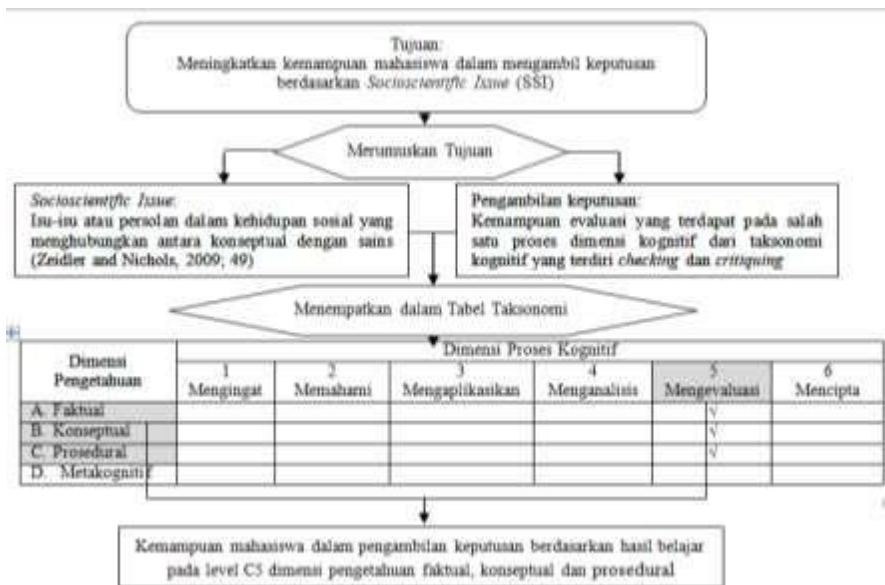 Tujuan:
Meningkatkan kemampuan mahasiswa dalam mengambil keputusan
berdasarkan Socioscientific Issue (SSI)
Merumuskan Tujuan
Socioscientific Issue:
Isu-isu atau persolan dalam kehidupan sosial yang
menghubungkan antara konseptual dengan sains
(Zeidler and Nichols, 2009; 49)
Pengambilan keputusan:
Kemampuan evaluasi yang terdapat pada salah
satu proses dimensi kognitif dari taksonomi
kognitif yang terdiri checking dan critiquing
Menempatkan dalam Tabel Taksonomi
Dimensi
Pengetahuan
Dimensi Proses Kognitif
1
Mengingat
2
Memahami
3
Mengaplikasikan
4
Menganalisis
5
Mengevaluasi
6
Mencipta
A. Faktual √
B. Konseptual √
C. Prosedural √
D. Metakognitif
Kemampuan mahasiswa dalam pengambilan keputusan berdasarkan hasil belajar
pada level C5 dimensi pengetahuan faktual, konseptual dan prosedural